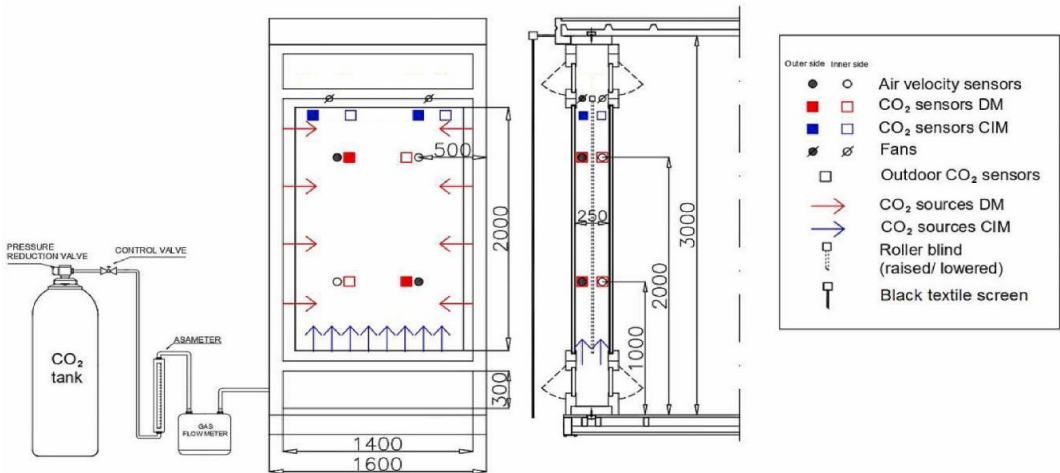 PRESSURE
REDUCTION VALVE
CONTROL VALVE
ASAMETER
CO₂
tank
GAS
FLOW METER
500
2000
300
1400
1600
250
1000
2000
3000
Outer side Inner side
Air velocity sensors
CO₂ sensors DM
CO₂ sensors CIM
Fans
Outdoor CO₂ sensors
CO₂ sources DM
CO₂ sources CIM
Roller blind
(raised/ lowered)
Black textile screen